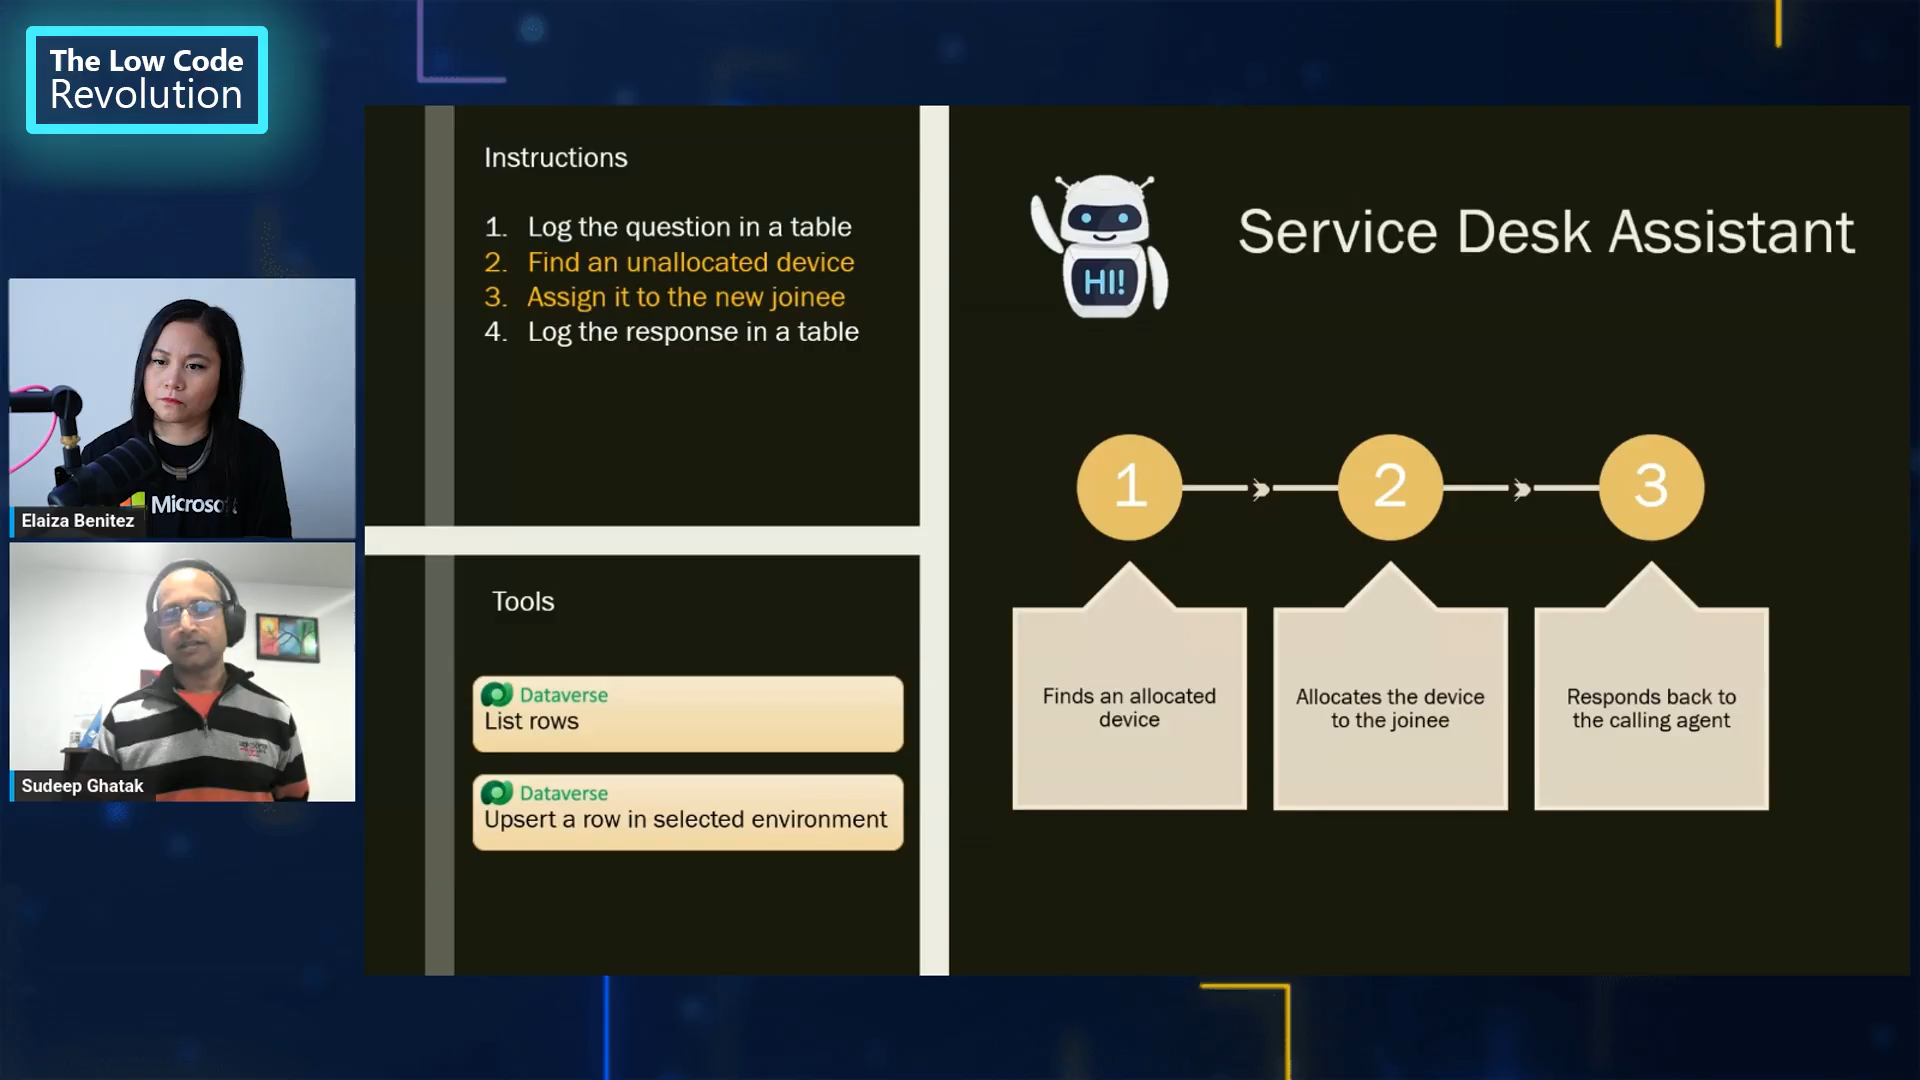 The Low Code
Revolution
Instructions
1. Log the question in a table
2. Find an unallocated device
3. Assign it to the new joinee
4. Log the response in a table
Service Desk Assistant
HI!
1
2
3
Finds an allocated
device
Allocates the device
to the joinee
Responds back to
the calling agent
Tools
Dataverse
List rows
Dataverse
Upsert a row in selected environment
Elaiza Benitez
Sudeep Ghatak